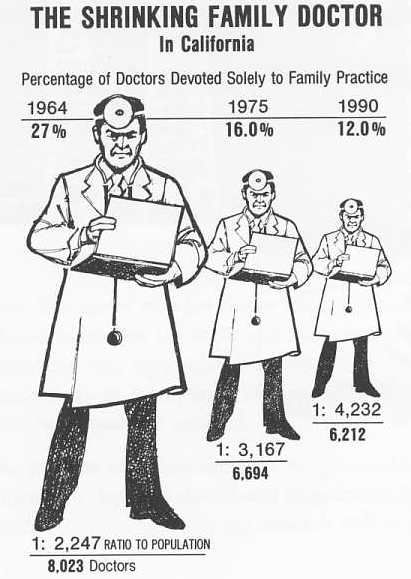 THE SHRINKING FAMILY DOCTOR
In California
Percentage of Doctors Devoted Solely to Family Practice
1964 1975 1990
27% 16.0% 12.0%
1: 4,232
6,212
1: 3,167
6,694
1: 2,247 RATIO TO POPULATION
8,023 Doctors